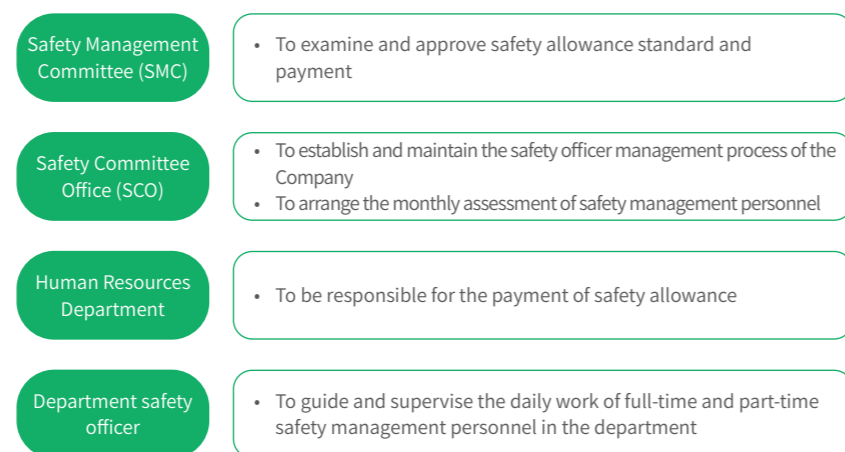 Safety Management
Committee (SMC)
• To examine and approve safety allowance standard and
payment
Safety Committee
Office (SCO)
• To establish and maintain the safety officer management process of the
Company
• To arrange the monthly assessment of safety management personnel
Human Resources
Department
• To be responsible for the payment of safety allowance
Department safety
officer
• To guide and supervise the daily work of full-time and part-time
safety management personnel in the department